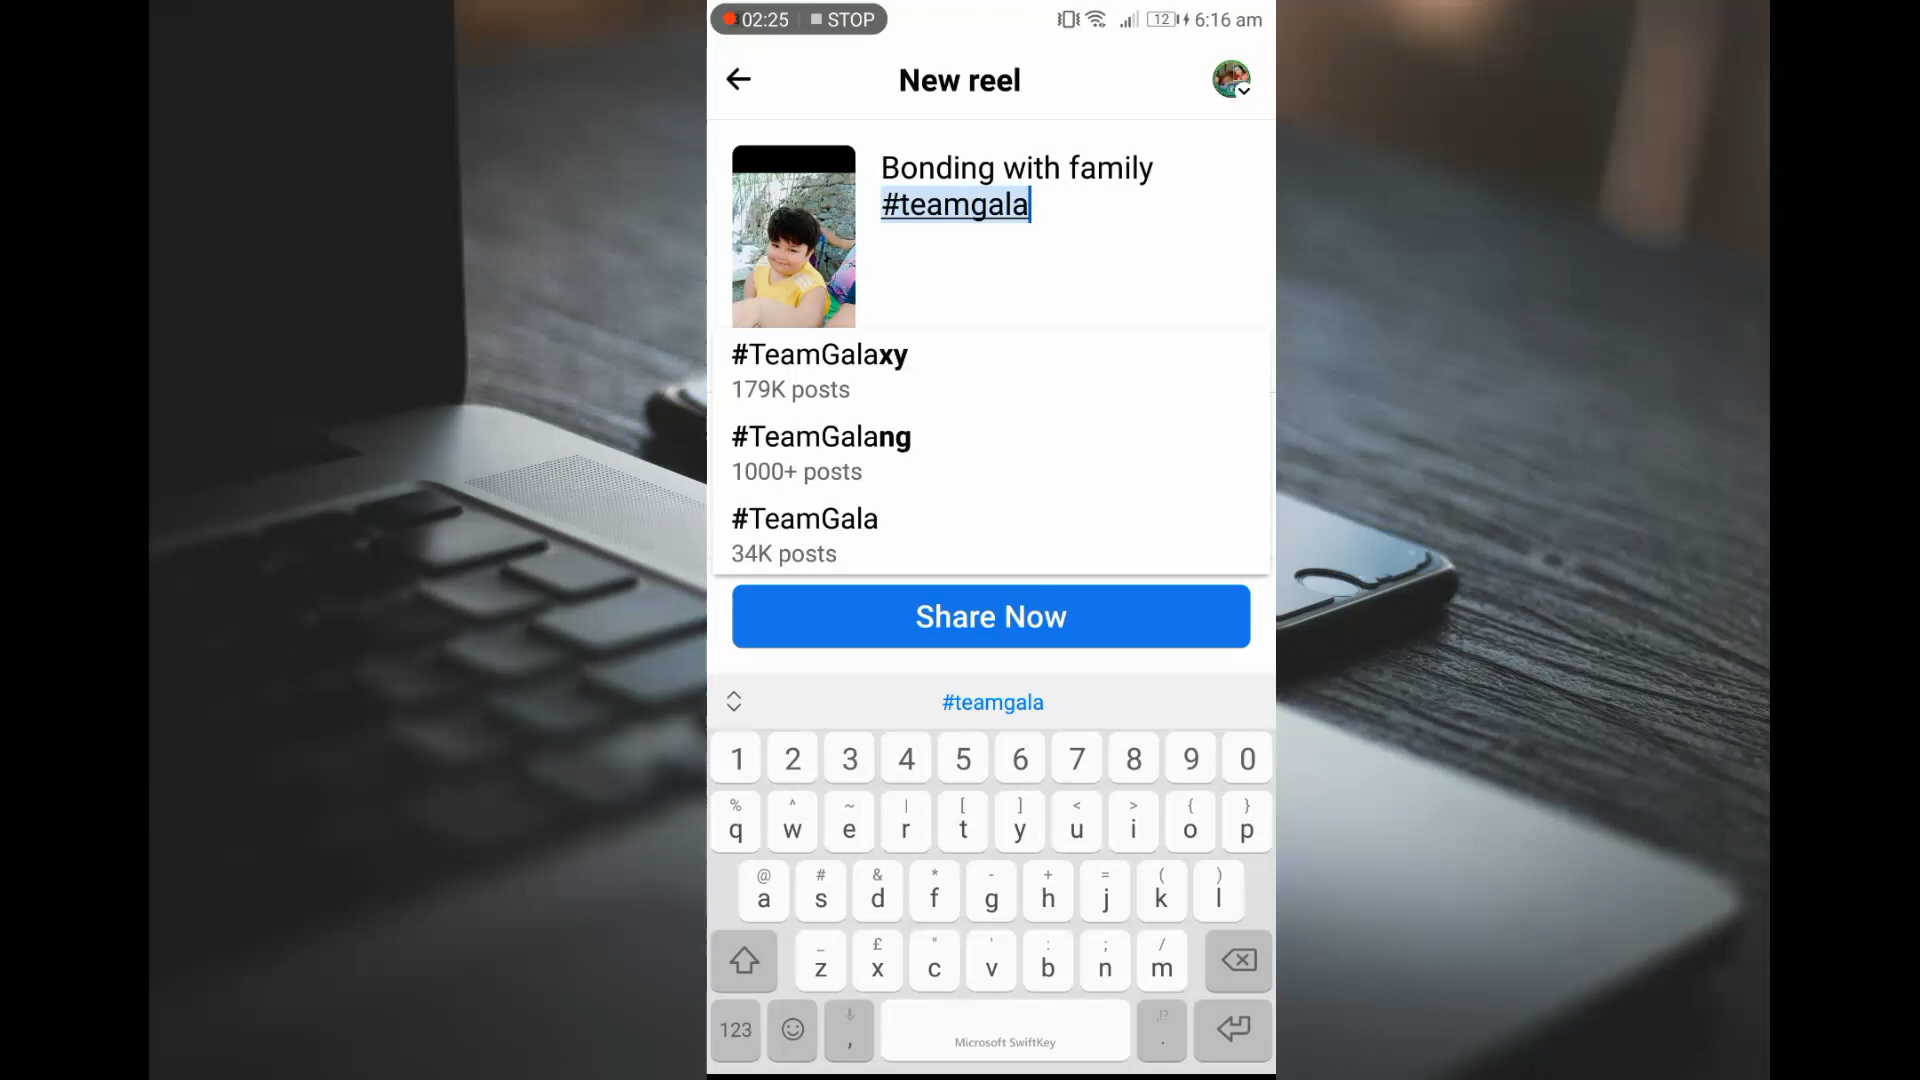 02:25 STOP 12 6:16 am
New reel
Bonding with family
#teamgala
#TeamGalaxy
179K posts
#TeamGalang
1000+ posts
#TeamGala
34K posts
Share Now
#teamgala
1 2 3 4 5 6 7 8 9 0
% ^ ~ | [ ] < > { }
q w e r t y u i o p
@ # & * - + = ( )
a s d f g h j k l
_ £ " ' : ; /
z x c v b n m
123 , Microsoft SwiftKey !? .